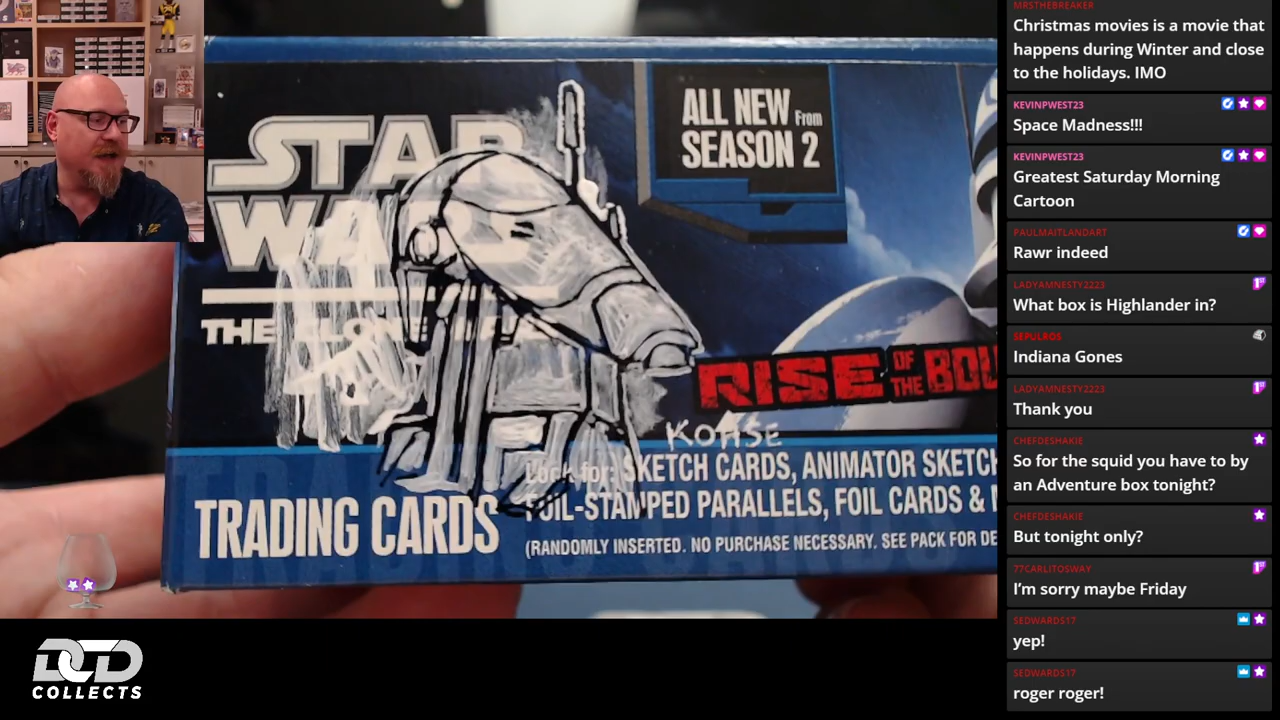 STAR
WARS
THE CLONE WARS
ALL NEW From
SEASON 2
RISE OF THE BOU
KOHSE
Look for: SKETCH CARDS, ANIMATOR SKETCH
FOIL-STAMPED PARALLELS, FOIL CARDS & M
(RANDOMLY INSERTED. NO PURCHASE NECESSARY. SEE PACK FOR DE
TRADING CARDS
DCD
COLLECTS
MRSTHEBREAKER
Christmas movies is a movie that
happens during Winter and close
to the holidays. IMO
KEVINPWEST23
Space Madness!!!
KEVINPWEST23
Greatest Saturday Morning
Cartoon
PAULMAITLANDART
Rawr indeed
LADYAMNESTY2223
What box is Highlander in?
SEPULROS
Indiana Gones
LADYAMNESTY2223
Thank you
CHEFDESHAKIE
So for the squid you have to by
an Adventure box tonight?
CHEFDESHAKIE
But tonight only?
77CARLITOSWAY
I'm sorry maybe Friday
SEDWARDS17
yep!
SEDWARDS17
roger roger!